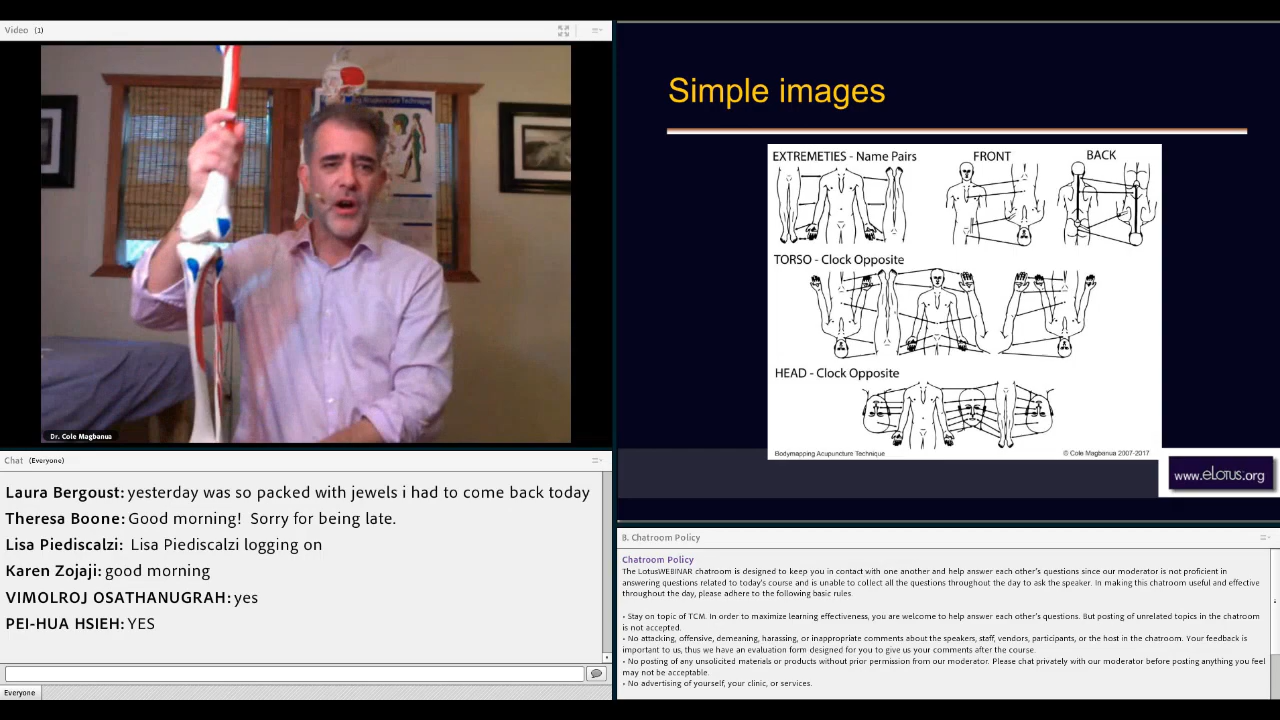 Video (1)
ng Acupuncture Technique
Dr. Cole Magbanua
Simple images
EXTREMETIES - Name Pairs
FRONT
BACK
TORSO - Clock Opposite
HEAD - Clock Opposite
Bodymapping Acupuncture Technique
© Cole Magbanua 2007-2017
www.eLOTUS.org
Chat (Everyone)
Laura Bergoust: yesterday was so packed with jewels i had to come back today
Theresa Boone: Good morning! Sorry for being late.
Lisa Piediscalzi: Lisa Piediscalzi logging on
Karen Zojaji: good morning
VIMOLROJ OSATHANUGRAH: yes
PEI-HUA HSIEH: YES
Everyone
8. Chatroom Policy
Chatroom Policy
The LotusWEBINAR chatroom is designed to keep you in contact with one another and help answer each other's questions since our moderator is not proficient in
answering questions related to today's course and is unable to collect all the questions throughout the day to ask the speaker. In making this chatroom useful and effective
throughout the day, please adhere to the following basic rules.
• Stay on topic of TCM. In order to maximize learning effectiveness, you are welcome to help answer each other's questions. But posting of unrelated topics in the chatroom
is not accepted.
• No attacking, offensive, demeaning, harassing, or inappropriate comments about the speakers, staff, vendors, participants, or the host in the chatroom. Your feedback is
important to us, thus we have an evaluation form designed for you to give us your comments after the course.
• No posting of any unsolicited materials or products without prior permission from our moderator. Please chat privately with our moderator before posting anything you feel
may not be acceptable.
• No advertising of yourself, your clinic, or services.